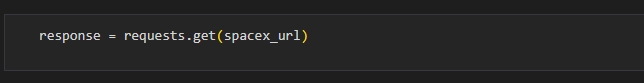 response = requests.get(spacex_url)